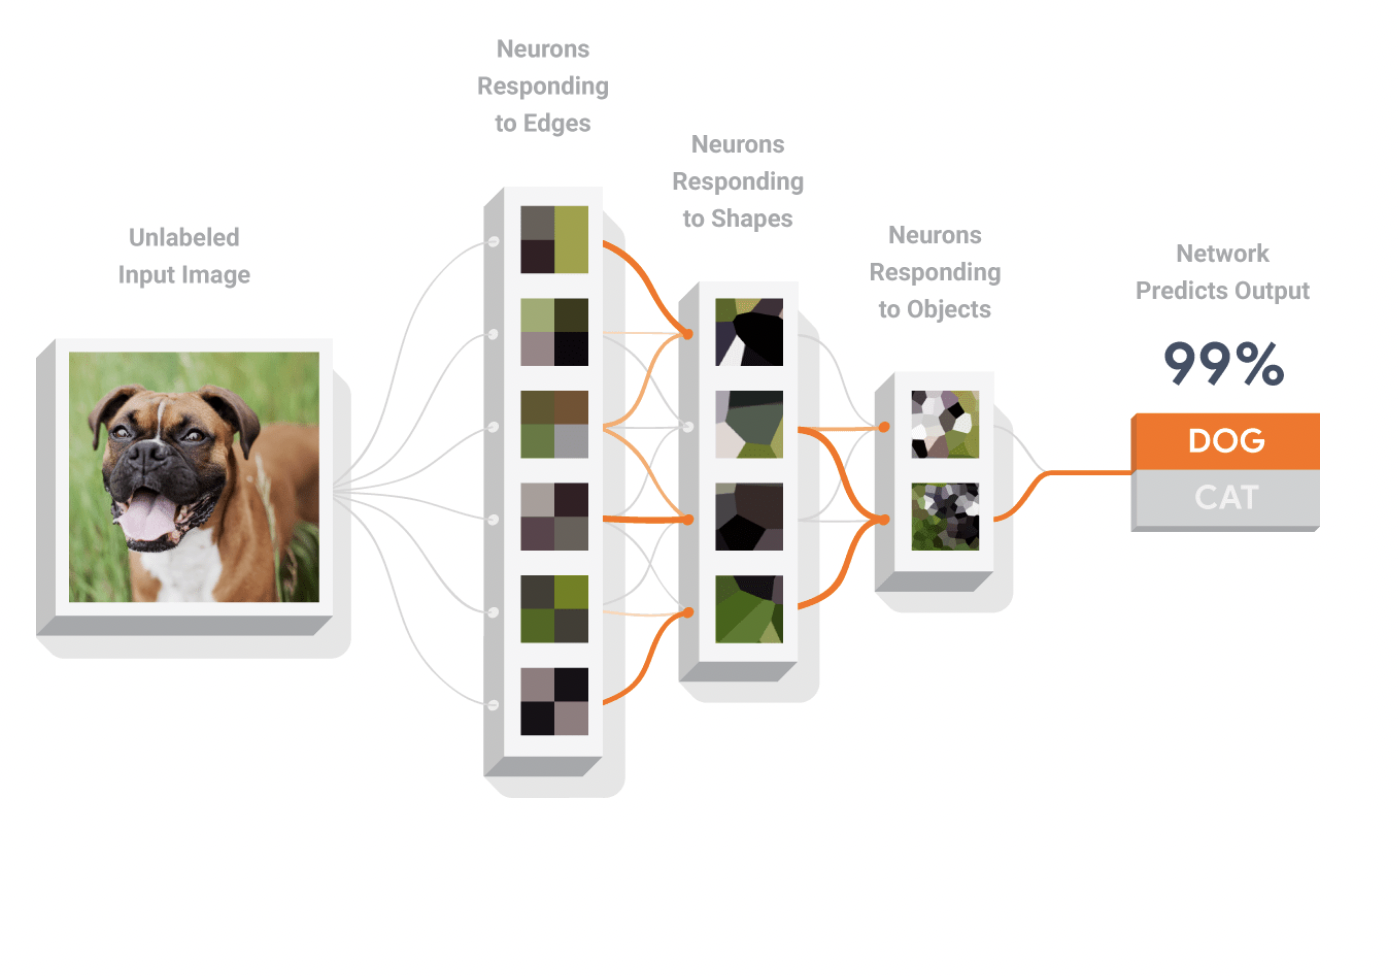 Neurons
Responding
to Edges
Neurons
Responding
to Shapes
Unlabeled
Input Image
Neurons
Responding
to Objects
Network
Predicts Output
99%
DOG
CAT